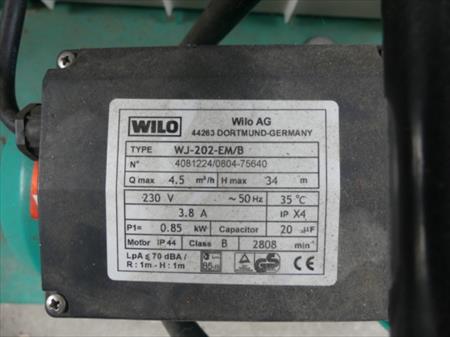 WILO
Wilo AG
44263 DORTMUND-GERMANY
TYPE WJ-202-EM/B
N° 4081224/0804-75640
Q max 4.5 m³/h H max 34 m
230 V ~ 50 Hz 35 °C
3.8 A IP X4
P1= 0.85 kW Capacitor 20 µF
Motor IP 44 Class B 2808 min⁻¹
LpA ≤ 70 dBA /
R : 1m - H : 1m
CE